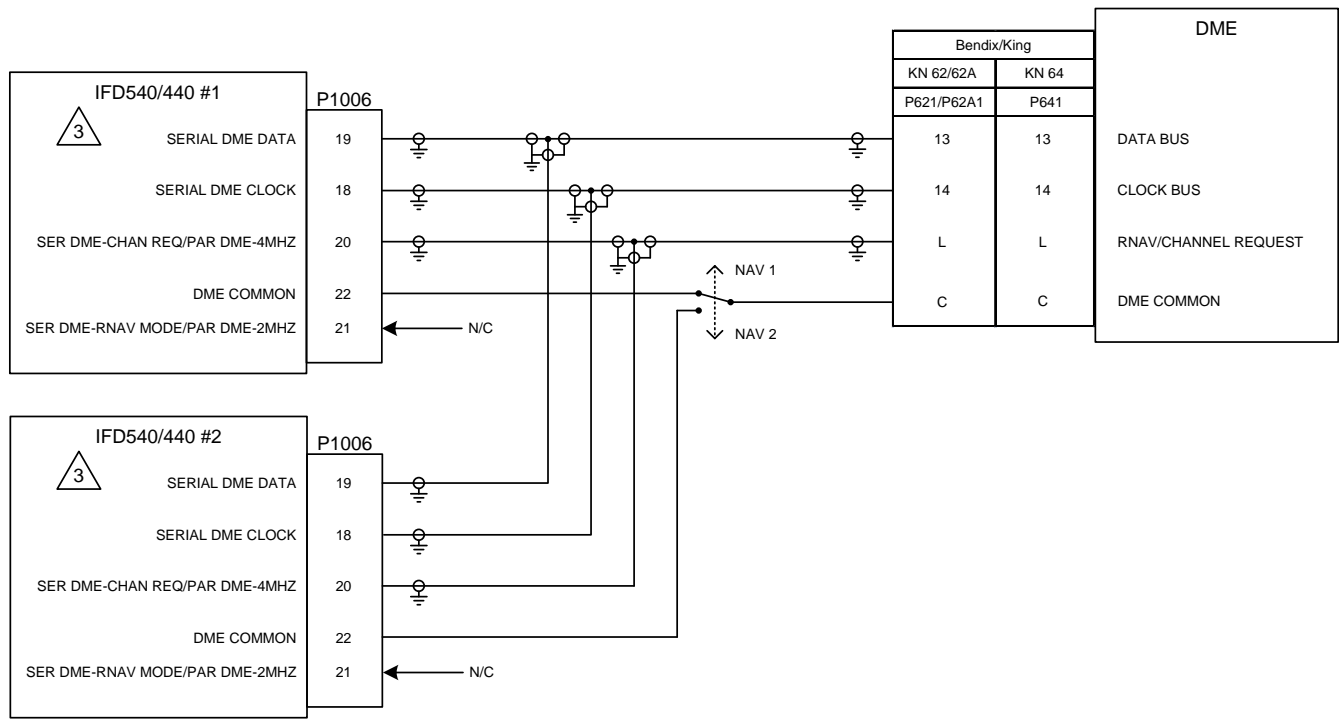 DME
Bendix/King
KN 62/62A KN 64
P621/P62A1 P641
13 13 DATA BUS
14 14 CLOCK BUS
L L RNAV/CHANNEL REQUEST
C C DME COMMON
IFD540/440 #1
P1006
3
SERIAL DME DATA 19
SERIAL DME CLOCK 18
SER DME-CHAN REQ/PAR DME-4MHZ 20
DME COMMON 22
SER DME-RNAV MODE/PAR DME-2MHZ 21 N/C
NAV 1
NAV 2
IFD540/440 #2
P1006
3
SERIAL DME DATA 19
SERIAL DME CLOCK 18
SER DME-CHAN REQ/PAR DME-4MHZ 20
DME COMMON 22
SER DME-RNAV MODE/PAR DME-2MHZ 21 N/C